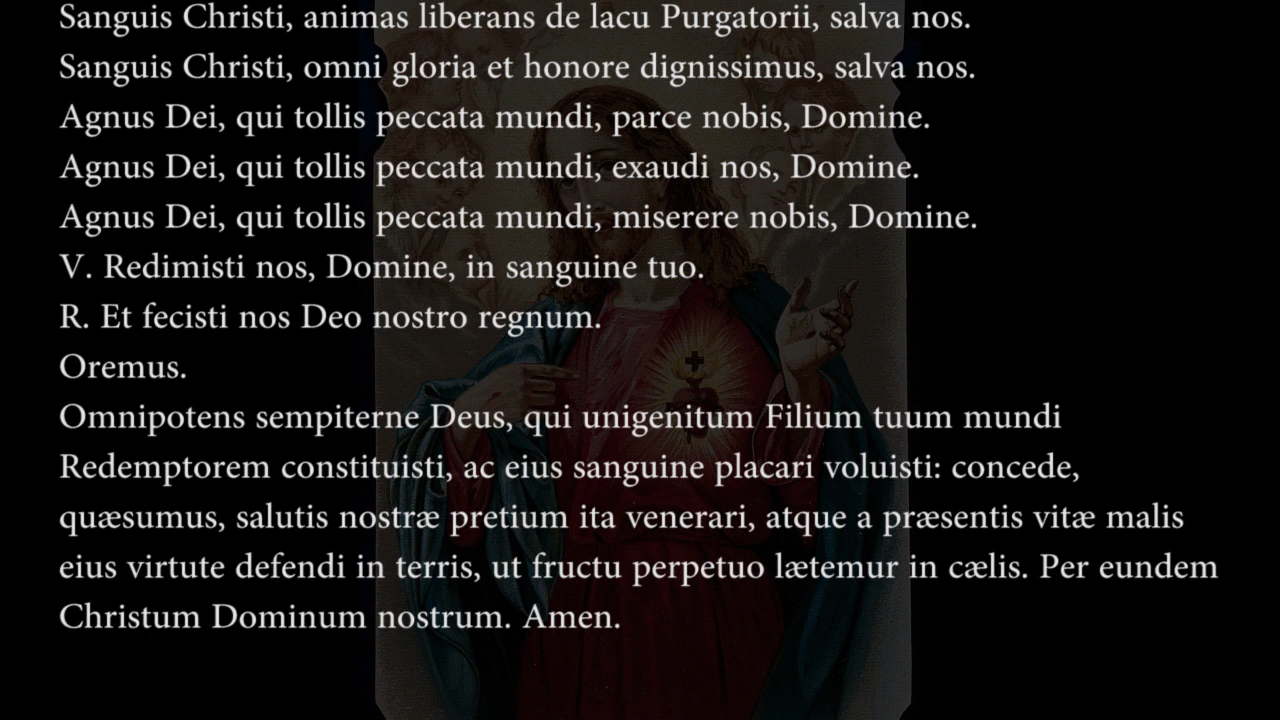 Sanguis Christi, animas liberans de lacu Purgatorii, salva nos.
Sanguis Christi, omni gloria et honore dignissimus, salva nos.
Agnus Dei, qui tollis peccata mundi, parce nobis, Domine.
Agnus Dei, qui tollis peccata mundi, exaudi nos, Domine.
Agnus Dei, qui tollis peccata mundi, miserere nobis, Domine.
V. Redimisti nos, Domine, in sanguine tuo.
R. Et fecisti nos Deo nostro regnum.
Oremus.
Omnipotens sempiterne Deus, qui unigenitum Filium tuum mundi
Redemptorem constituisti, ac eius sanguine placari voluisti: concede,
quæsumus, salutis nostræ pretium ita venerari, atque a præsentis vitæ malis
eius virtute defendi in terris, ut fructu perpetuo lætemur in cælis. Per eundem
Christum Dominum nostrum. Amen.